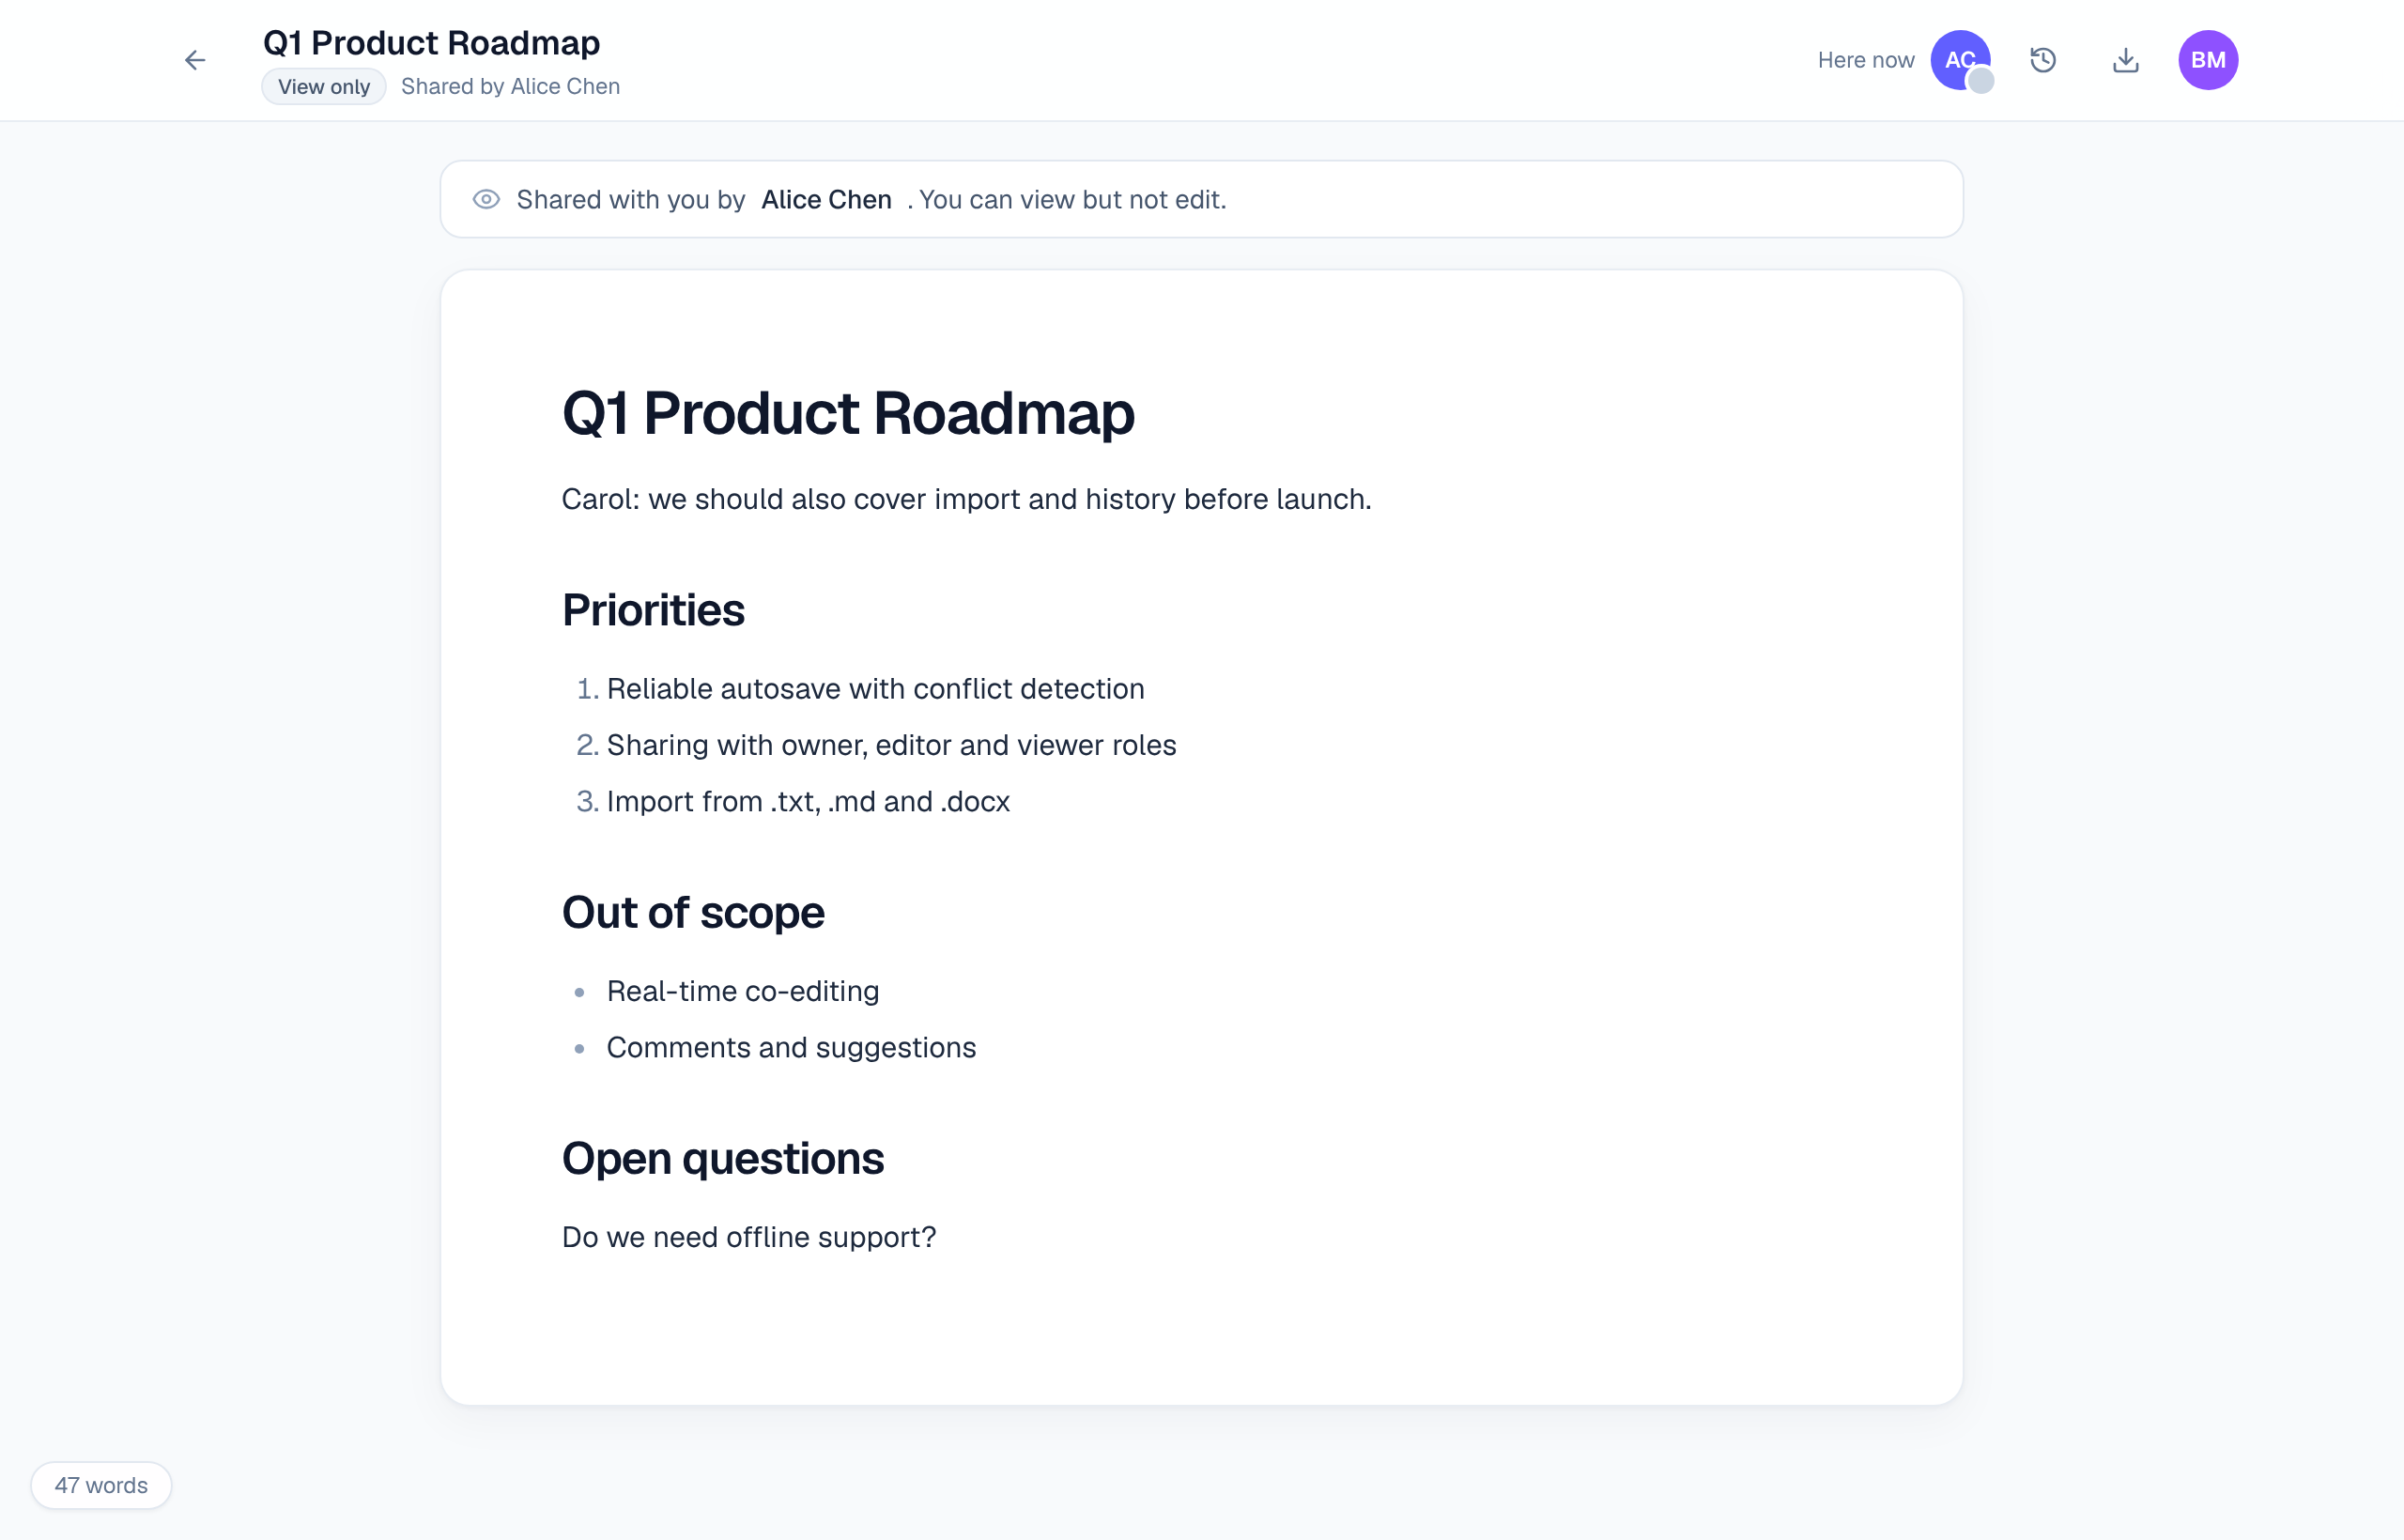 Q1 Product Roadmap
View only Shared by Alice Chen
Here now AC BM
Shared with you by Alice Chen . You can view but not edit.
Q1 Product Roadmap
Carol: we should also cover import and history before launch.
Priorities
1. Reliable autosave with conflict detection
2. Sharing with owner, editor and viewer roles
3. Import from .txt, .md and .docx
Out of scope
• Real-time co-editing
• Comments and suggestions
Open questions
Do we need offline support?
47 words